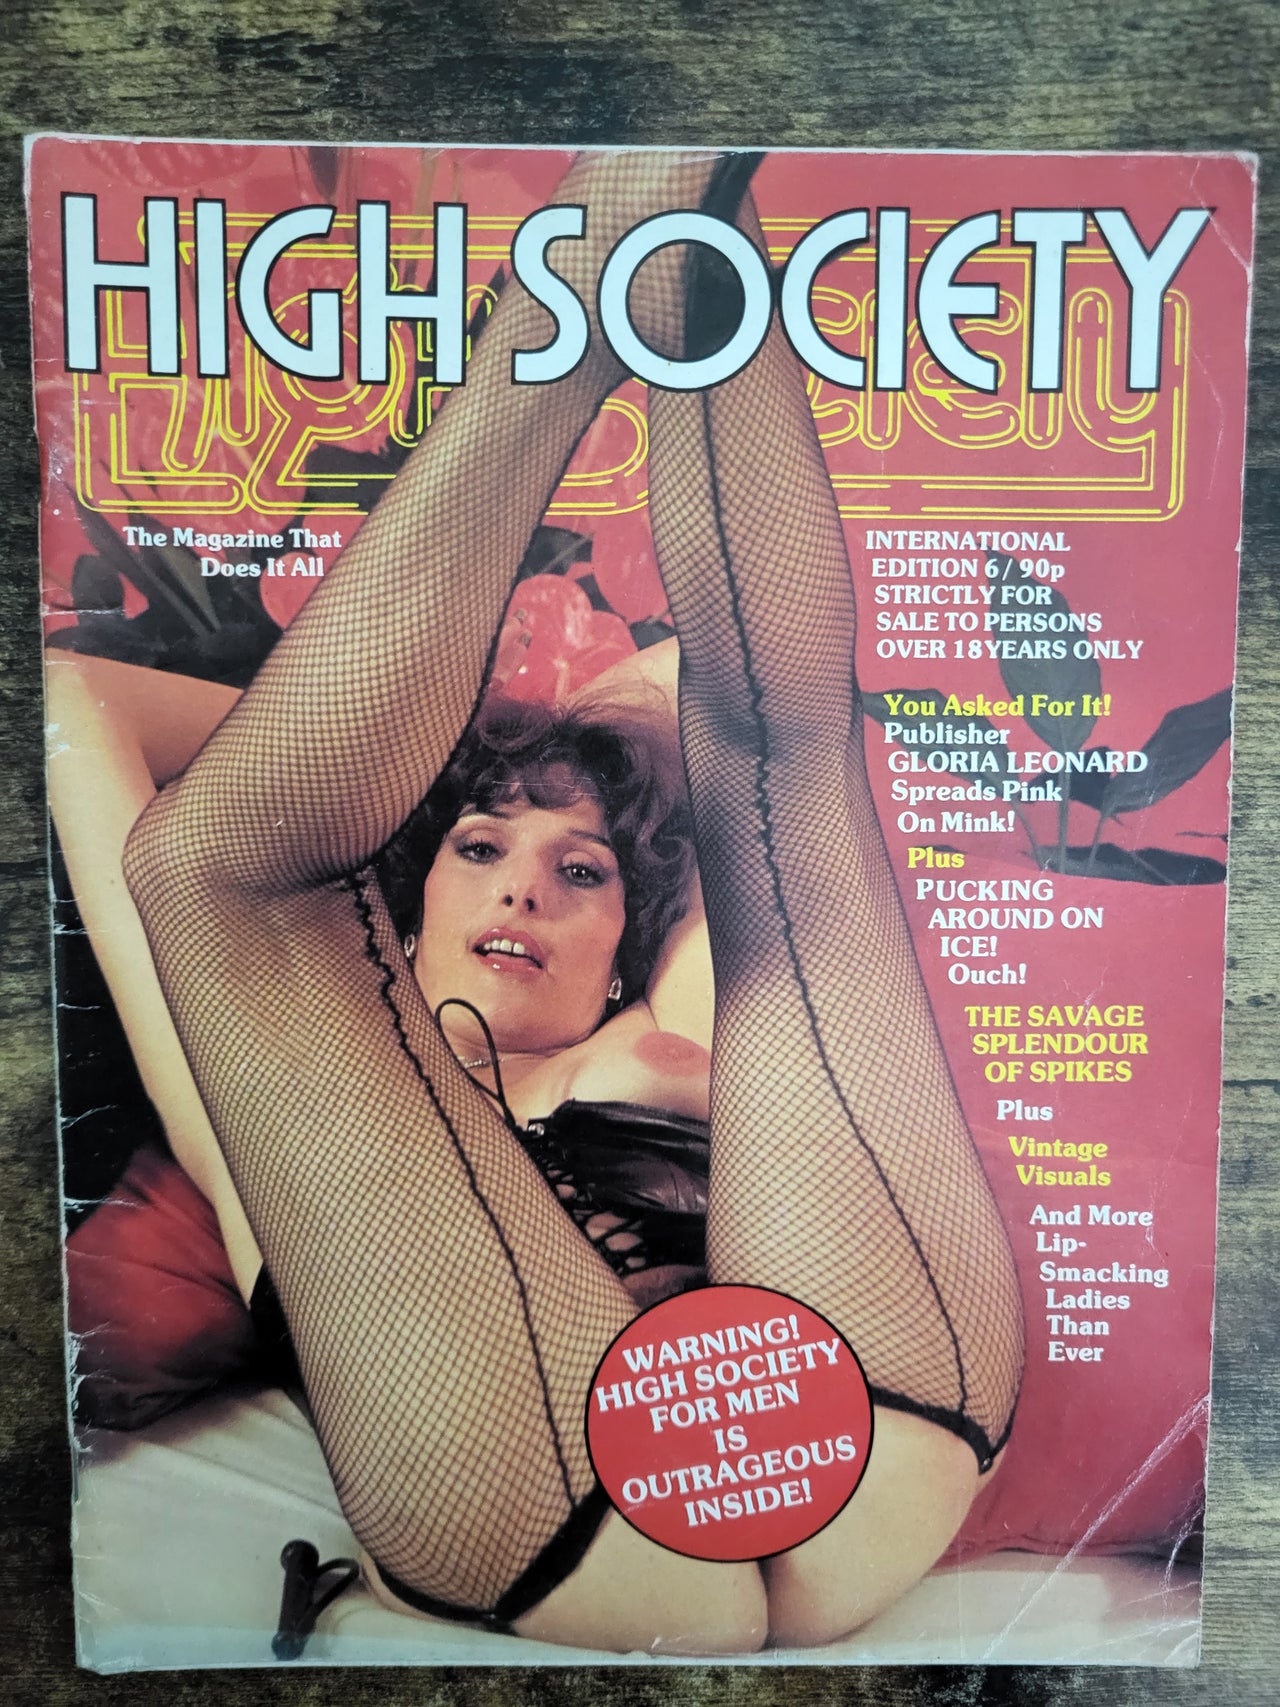 HIGH SOCIETY
High Society
The Magazine That
Does It All
INTERNATIONAL
EDITION 6 / 90p
STRICTLY FOR
SALE TO PERSONS
OVER 18 YEARS ONLY
You Asked For It!
Publisher
GLORIA LEONARD
Spreads Pink
On Mink!
Plus
PUCKING
AROUND ON
ICE!
Ouch!
THE SAVAGE
SPLENDOUR
OF SPIKES
Plus
Vintage
Visuals
And More
Lip-
Smacking
Ladies
Than
Ever
WARNING!
HIGH SOCIETY
FOR MEN
IS
OUTRAGEOUS
INSIDE!